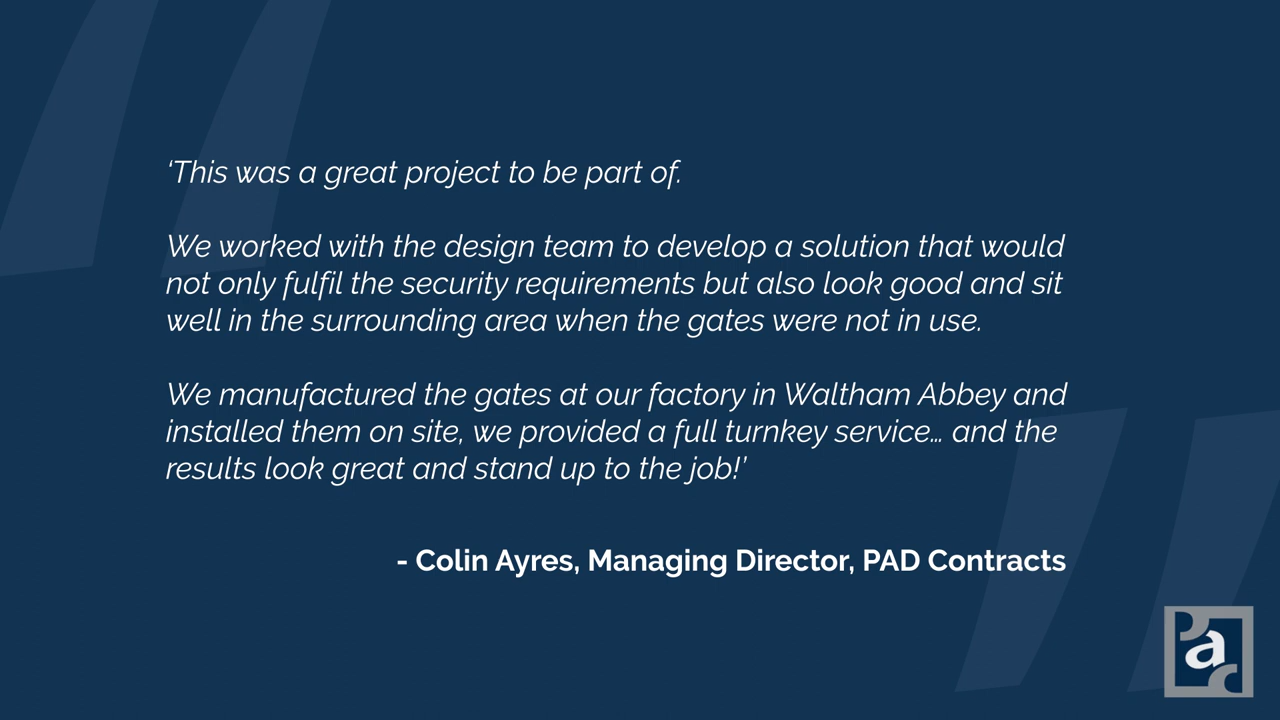 ‘This was a great project to be part of.
We worked with the design team to develop a solution that would
not only fulfil the security requirements but also look good and sit
well in the surrounding area when the gates were not in use.
We manufactured the gates at our factory in Waltham Abbey and
installed them on site, we provided a full turnkey service… and the
results look great and stand up to the job!’
- Colin Ayres, Managing Director, PAD Contracts
a